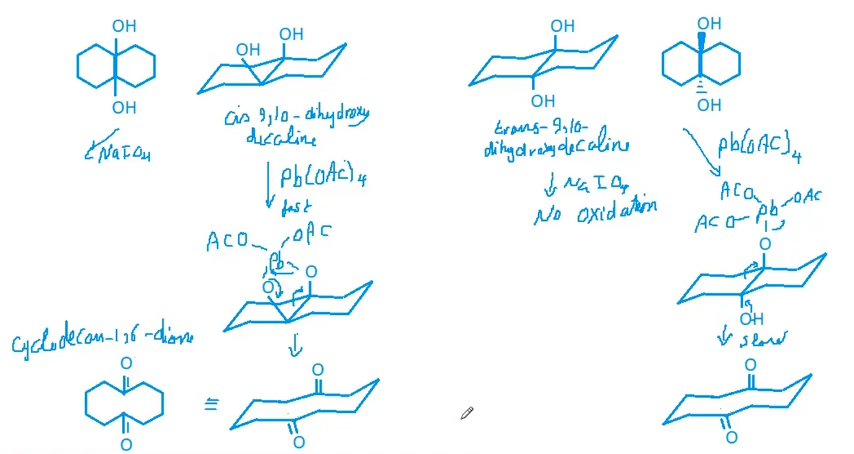 OH
OH
NaIO4
OH
OH
cis 9,10-dihydroxy
decaline
Pb(OAc)4
fast
ACO
OAC
Pb
O
O
cyclodecan-1,6-dione
O
O
≡
O
O
OH
OH
trans-9,10-
dihydroxydecaline
NaIO4
No oxidation
OH
OH
Pb(OAC)4
ACO
OAC
ACO
Pb
O
OH
slower
O
O